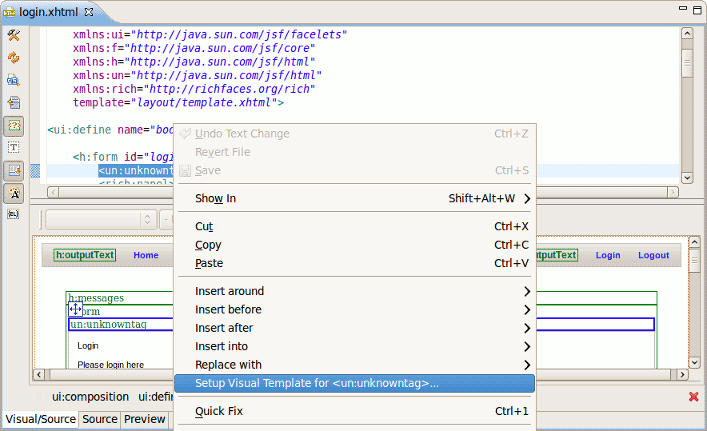 login.xhtml
xmlns:ui="http://java.sun.com/jsf/facelets"
xmlns:f="http://java.sun.com/jsf/core"
xmlns:h="http://java.sun.com/jsf/html"
xmlns:un="http://java.sun.com/jsf/html"
xmlns:rich="http://richfaces.org/rich"
template="layout/template.xhtml">
<ui:define name="bo
<h:form id="logi
<un:unknownt
<rich:panel>
Undo Text Change Ctrl+Z
Revert File
Save Ctrl+S
Show In Shift+Alt+W
Cut Ctrl+X
Copy Ctrl+C
Paste Ctrl+V
Insert around
Insert before
Insert after
Insert into
Replace with
Setup Visual Template for <un:unknowntag>...
Quick Fix Ctrl+1
h:outputText Home
utText Login Logout
h:messages
orm
un:unknowntag
Login
Please login here
ui:composition ui:defin
Visual/Source Source Preview